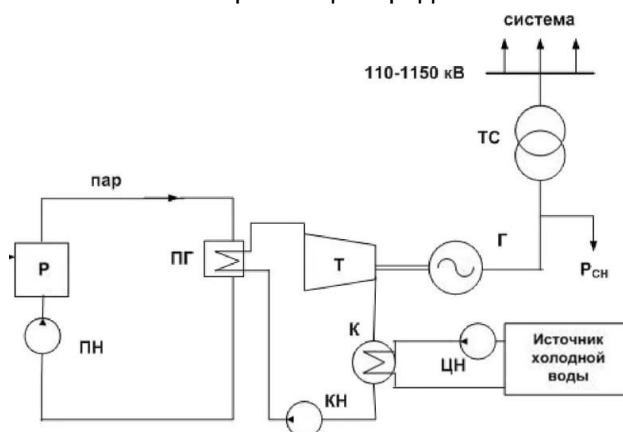 система
110-1150 кВ
ТС
пар
Р
ПГ
Т
Г
Рсн
ПН
К
ЦН
Источник
холодной
воды
КН